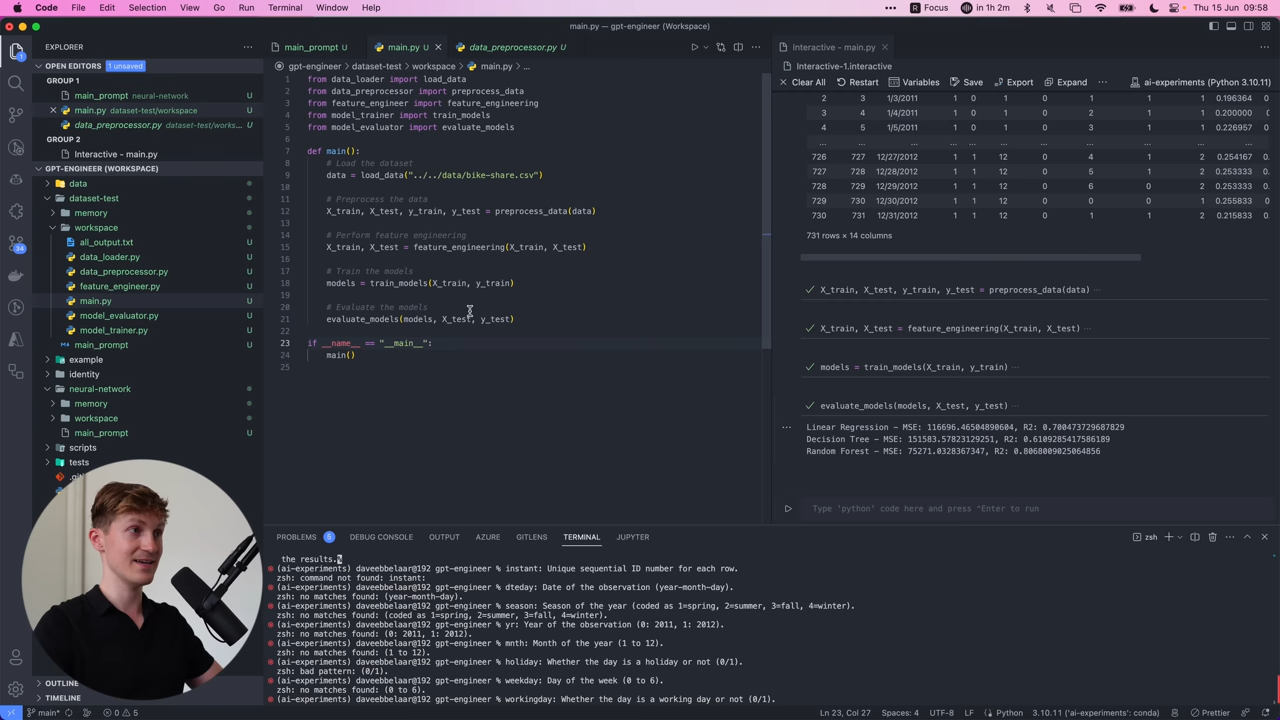 Code File Edit Selection View Go Run Terminal Window Help
Focus in 1h 2m Thu 15 Jun 09:58
main.py — gpt-engineer (Workspace)
EXPLORER
OPEN EDITORS 1 unsaved
GROUP 1
main_prompt neural-network
main.py dataset-test/workspace
data_preprocessor.py dataset-test/works...
GROUP 2
Interactive - main.py
GPT-ENGINEER (WORKSPACE)
data
dataset-test
memory U
workspace
all_output.txt U
data_loader.py U
data_preprocessor.py U
feature_engineer.py U
main.py U
model_evaluator.py U
model_trainer.py U
main_prompt U
example
identity
neural-network
memory
workspace
main_prompt U
scripts
tests
OUTLINE
TIMELINE
1
34
main_prompt U
main.py U
data_preprocessor.py U
gpt-engineer > dataset-test > workspace > main.py > ...
1 from data_loader import load_data
2 from data_preprocessor import preprocess_data
3 from feature_engineer import feature_engineering
4 from model_trainer import train_models
5 from model_evaluator import evaluate_models
6
7 def main():
8 # Load the dataset
9 data = load_data("../../data/bike-share.csv")
10
11 # Preprocess the data
12 X_train, X_test, y_train, y_test = preprocess_data(data)
13
14 # Perform feature engineering
15 X_train, X_test = feature_engineering(X_train, X_test)
16
17 # Train the models
18 models = train_models(X_train, y_train)
19
20 # Evaluate the models
21 evaluate_models(models, X_test, y_test)
22
23 if __name__ == "__main__":
24 main()
25
Interactive - main.py
Interactive-1.interactive
Clear All Restart Variables Save Export Expand ... ai-experiments (Python 3.10.11)
2 3 1/3/2011 1 0 1 0 1 1 1 0.196364 0
3 4 1/4/2011 1 0 1 0 2 1 1 0.200000 0
4 5 1/5/2011 1 0 1 0 3 1 1 0.226957 0
... ... ... ... ... ... ... ... ... ... ...
726 727 12/27/2012 1 1 12 0 4 1 2 0.254167 0.
727 728 12/28/2012 1 1 12 0 5 1 2 0.253333 0.
728 729 12/29/2012 1 1 12 0 6 0 2 0.253333 0.
729 730 12/30/2012 1 1 12 0 0 0 1 0.255833 0.
730 731 12/31/2012 1 1 12 0 1 1 2 0.215833 0.
731 rows × 14 columns
X_train, X_test, y_train, y_test = preprocess_data(data)
X_train, X_test = feature_engineering(X_train, X_test) ...
models = train_models(X_train, y_train) ...
evaluate_models(models, X_test, y_test) ...
Linear Regression - MSE: 116696.46504890604, R2: 0.700473729687829
Decision Tree - MSE: 151583.57823129251, R2: 0.6109285417586189
Random Forest - MSE: 75271.0328367347, R2: 0.8068009025064856
Type 'python' code here and press ^Enter to run
PROBLEMS 5 DEBUG CONSOLE OUTPUT AZURE GITLENS TERMINAL JUPYTER
zsh
the results.%
(ai-experiments) daveebbelaar@192 gpt-engineer % instant: Unique sequential ID number for each row.
zsh: command not found: instant:
(ai-experiments) daveebbelaar@192 gpt-engineer % dteday: Date of the observation (year-month-day).
zsh: no matches found: (year-month-day).
(ai-experiments) daveebbelaar@192 gpt-engineer % season: Season of the year (coded as 1=spring, 2=summer, 3=fall, 4=winter).
zsh: no matches found: (coded as 1=spring, 2=summer, 3=fall, 4=winter).
(ai-experiments) daveebbelaar@192 gpt-engineer % yr: Year of the observation (0: 2011, 1: 2012).
zsh: no matches found: (0: 2011, 1: 2012).
(ai-experiments) daveebbelaar@192 gpt-engineer % mnth: Month of the year (1 to 12).
zsh: no matches found: (1 to 12).
(ai-experiments) daveebbelaar@192 gpt-engineer % holiday: Whether the day is a holiday or not (0/1).
zsh: bad pattern: (0/1).
(ai-experiments) daveebbelaar@192 gpt-engineer % weekday: Day of the week (0 to 6).
zsh: no matches found: (0 to 6).
(ai-experiments) daveebbelaar@192 gpt-engineer % workingday: Whether the day is a working day or not (0/1).
main* 0 5
Ln 23, Col 27 Spaces: 4 UTF-8 LF Python 3.10.11 ('ai-experiments': conda) Prettier